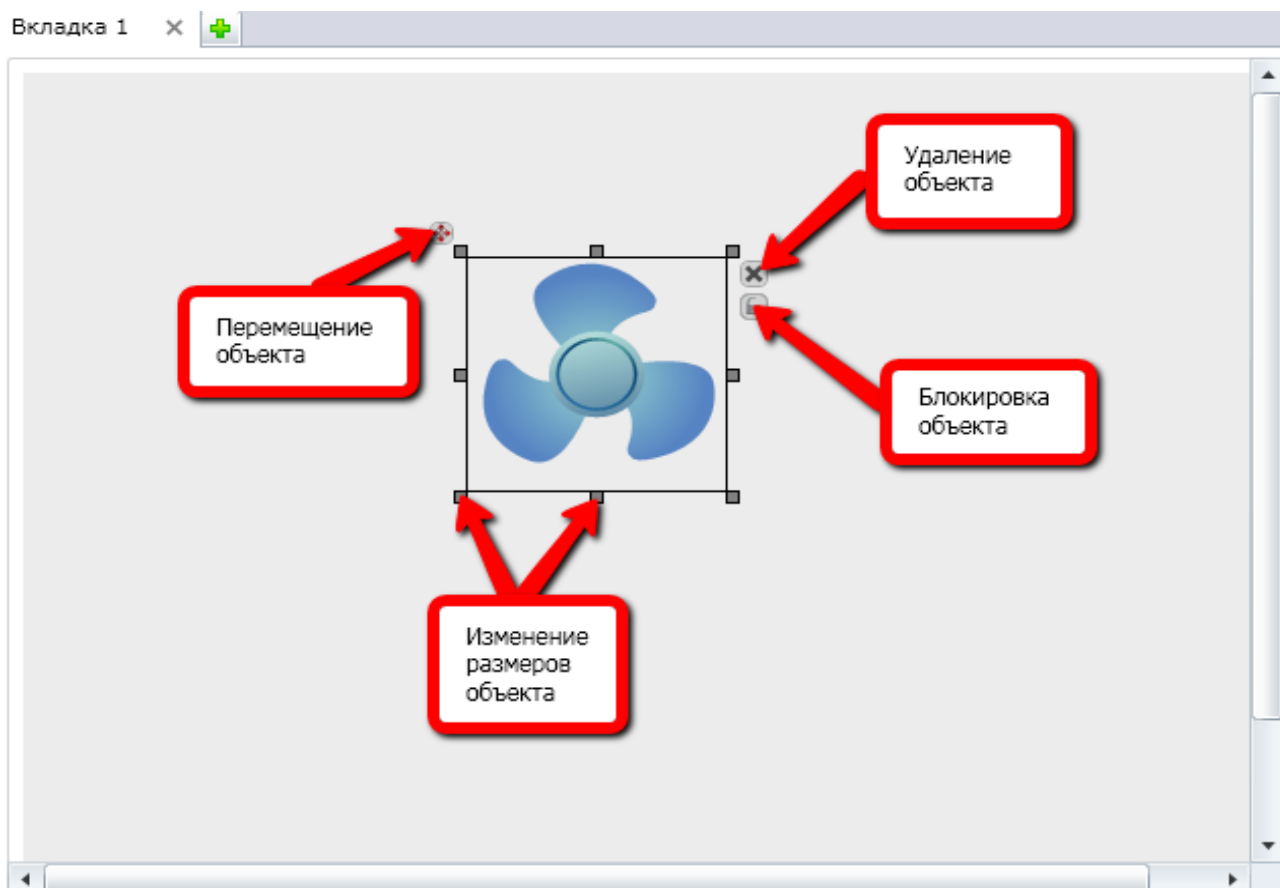 Вкладка 1
Удаление
объекта
Перемещение
объекта
Блокировка
объекта
Изменение
размеров
объекта